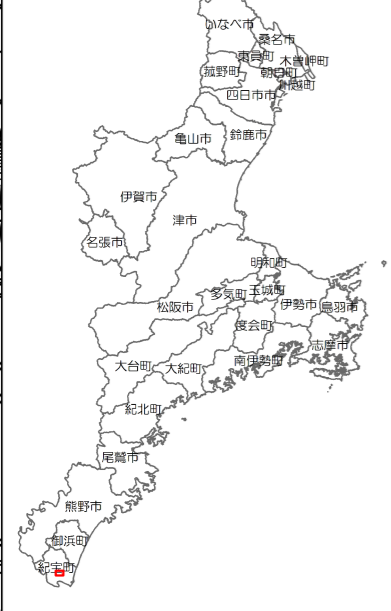 いなべ市
桑名市
東員町
木曽岬町
菰野町
朝日町
川越町
四日市市
亀山市
鈴鹿市
伊賀市
津市
名張市
明和町
多気町
玉城町
松阪市
伊勢市
鳥羽市
度会町
志摩市
大台町
大紀町
南伊勢町
紀北町
尾鷲市
熊野市
御浜町
紀宝町